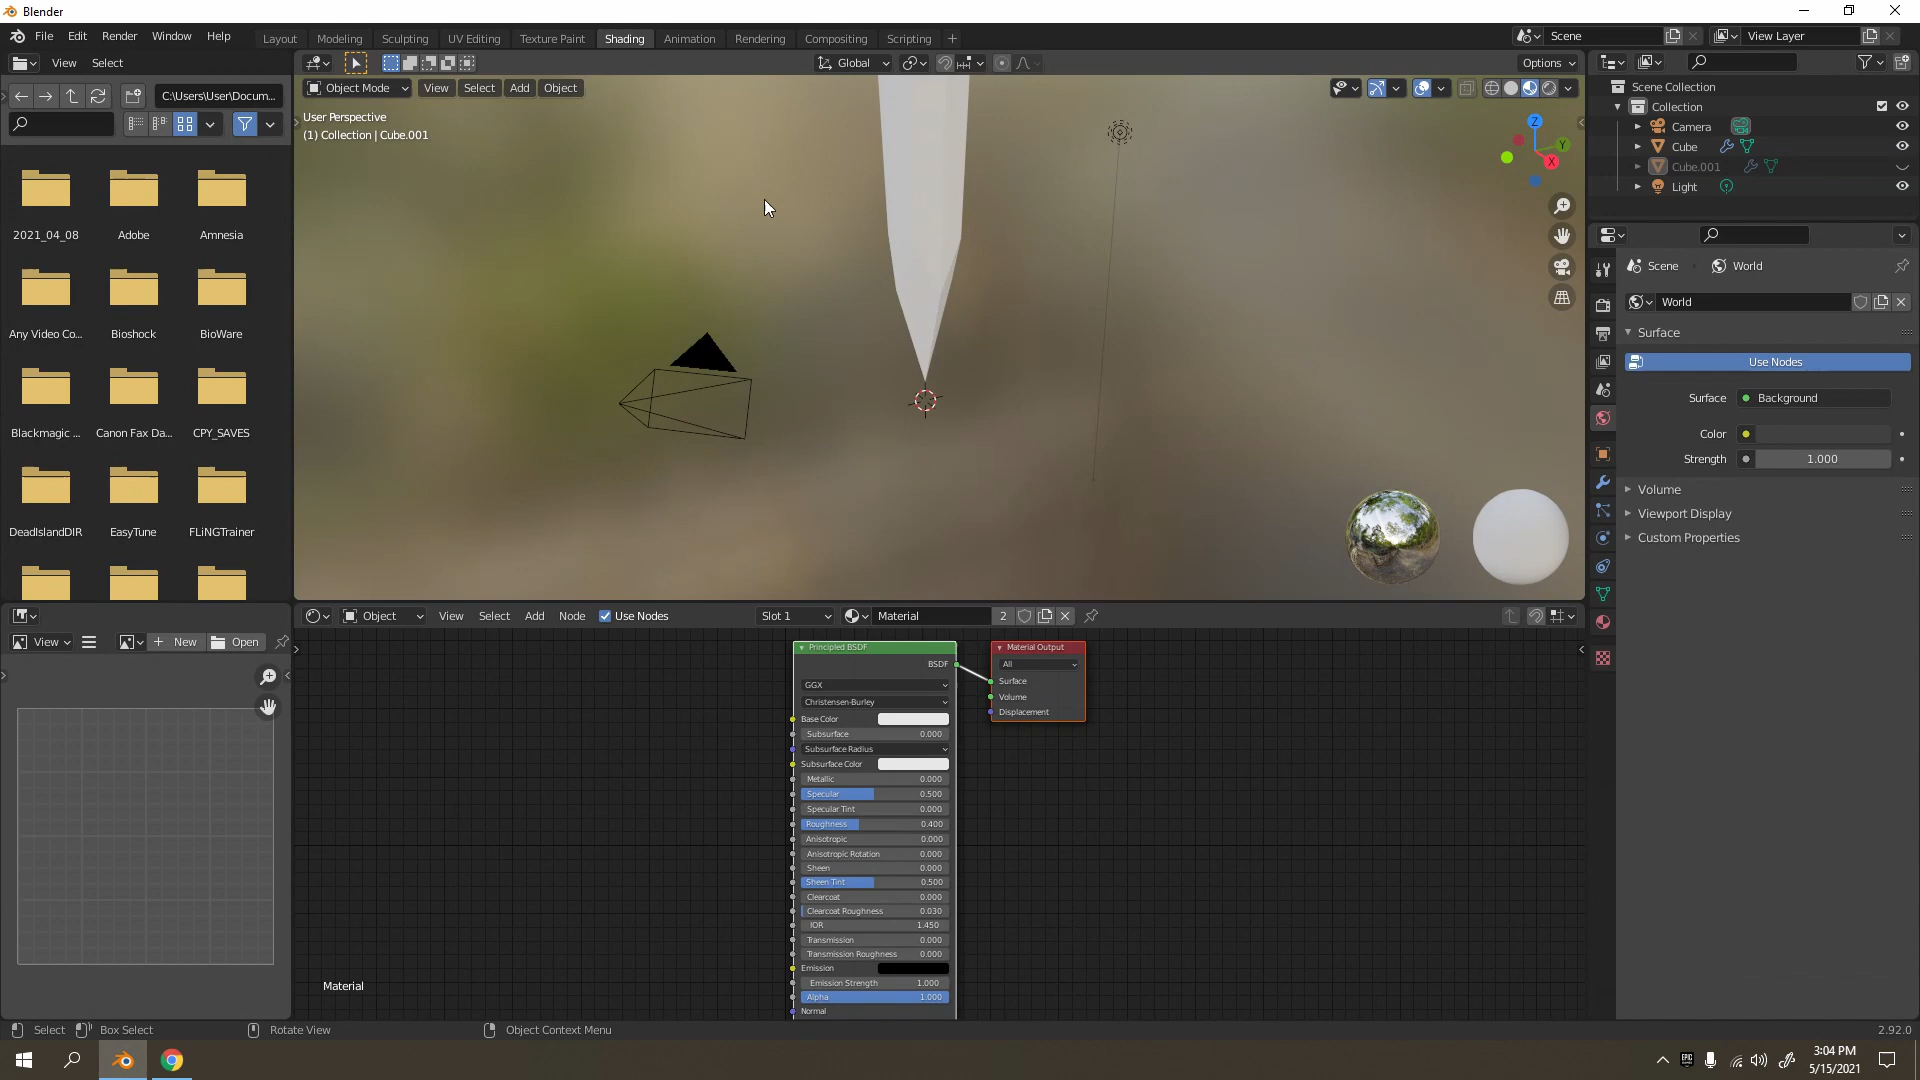 Blender
File Edit Render Window Help
Layout Modeling Sculpting UV Editing Texture Paint Shading Animation Rendering Compositing Scripting +
Scene
View Layer
View Select
Global
Options
C:\Users\User\Docum...
Object Mode View Select Add Object
User Perspective
(1) Collection | Cube.001
Z
Y
X
Scene Collection
Collection
Camera
Cube
Cube.001
Light
Scene World
World
Surface
Use Nodes
Surface Background
Color
Strength 1.000
Volume
Viewport Display
Custom Properties
2021_04_08 Adobe Amnesia
Any Video Co... Bioshock BioWare
Blackmagic ... Canon Fax Da... CPY_SAVES
DeadIslandDIR EasyTune FLiNGTrainer
View + New Open
Object View Select Add Node Use Nodes Slot 1 Material 2
Principled BSDF
BSDF
GGX
Christensen-Burley
Base Color
Subsurface 0.000
Subsurface Radius
Subsurface Color
Metallic 0.000
Specular 0.500
Specular Tint 0.000
Roughness 0.400
Anisotropic 0.000
Anisotropic Rotation 0.000
Sheen 0.000
Sheen Tint 0.500
Clearcoat 0.000
Clearcoat Roughness 0.030
IOR 1.450
Transmission 0.000
Transmission Roughness 0.000
Emission
Emission Strength 1.000
Alpha 1.000
Normal
Material Output
All
Surface
Volume
Displacement
Material
Select Box Select Rotate View Object Context Menu
2.92.0
EPIC
3:04 PM
5/15/2021